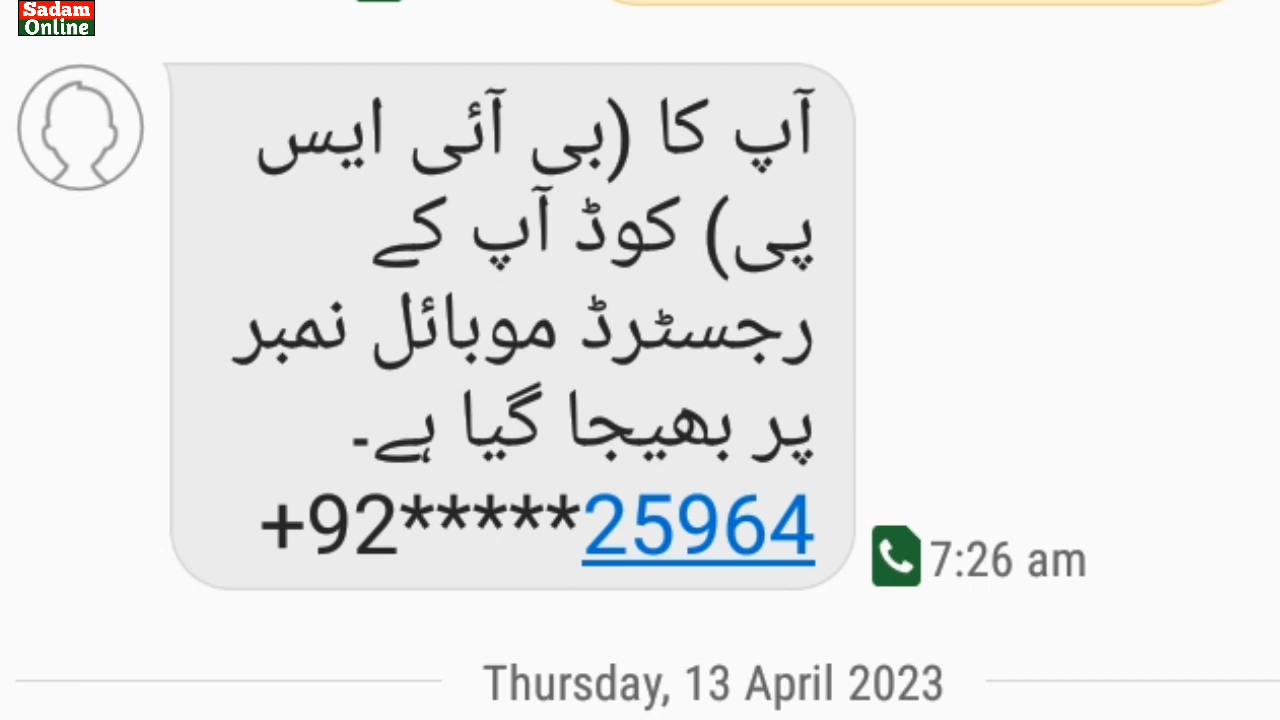 Sadam
Online
آپ کا (بی آئی ایس
پی) کوڈ آپ کے
رجسٹرڈ موبائل نمبر
پر بھیجا گیا ہے۔
+92*****25964
7:26 am
Thursday, 13 April 2023